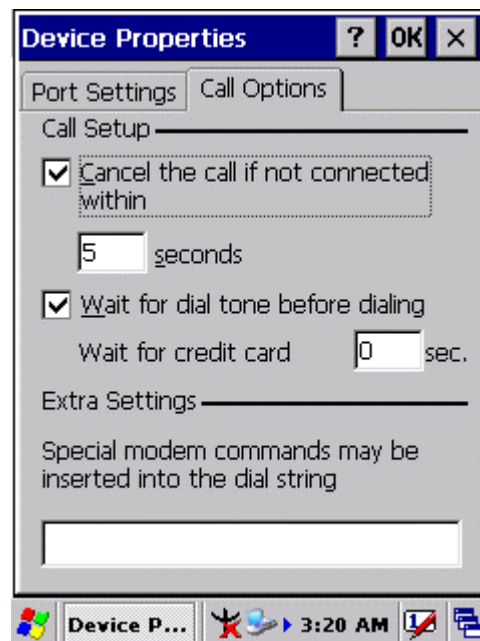 Device Properties ? OK ×
Port Settings Call Options
Call Setup
Cancel the call if not connected
within
5 seconds
Wait for dial tone before dialing
Wait for credit card 0 sec.
Extra Settings
Special modem commands may be
inserted into the dial string
Device P... 3:20 AM 1